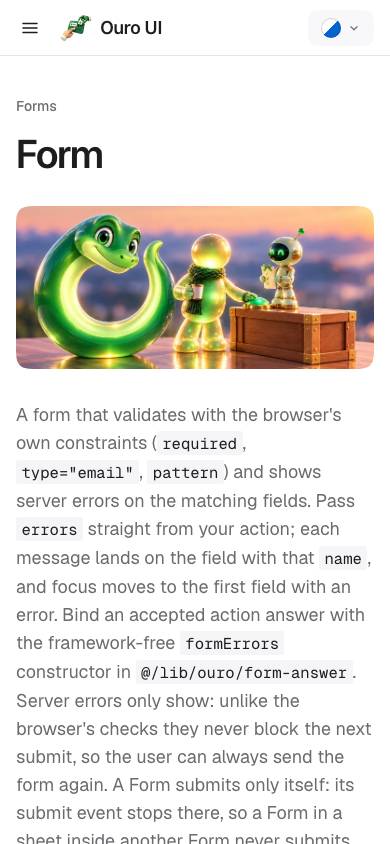 Ouro UI
Forms
Form
A form that validates with the browser's
own constraints ( required ,
type="email" , pattern ) and shows
server errors on the matching fields. Pass
errors straight from your action; each
message lands on the field with that name ,
and focus moves to the first field with an
error. Bind an accepted action answer with
the framework-free formErrors
constructor in @/lib/ouro/form-answer .
Server errors only show: unlike the
browser's checks they never block the next
submit, so the user can always send the
form again. A Form submits only itself: its
submit event stops there, so a Form in a
sheet inside another Form never submits